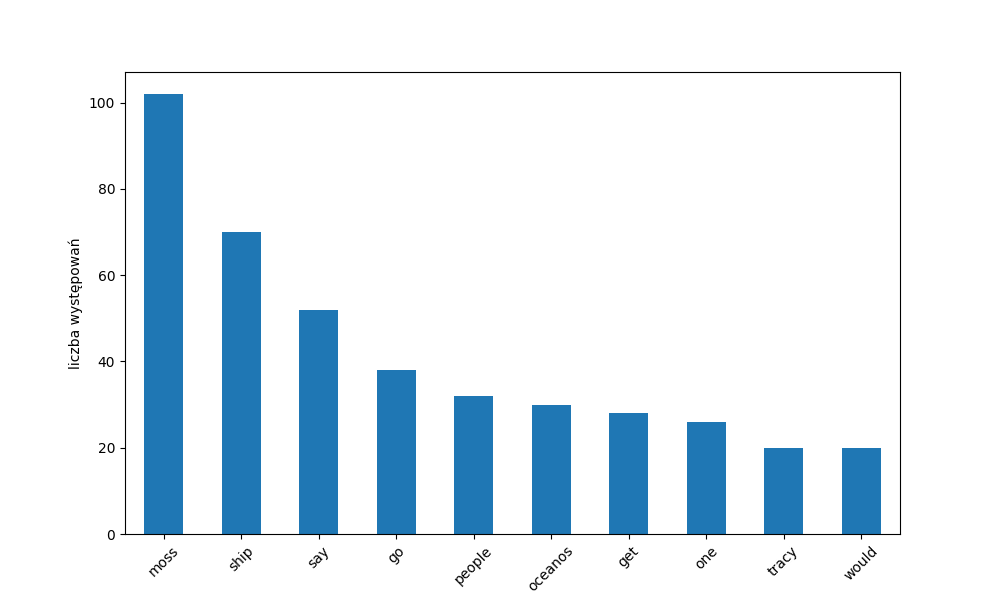 100
80
60
40
20
0
liczba występowań
moss
ship
say
go
people
oceanos
get
one
tracy
would